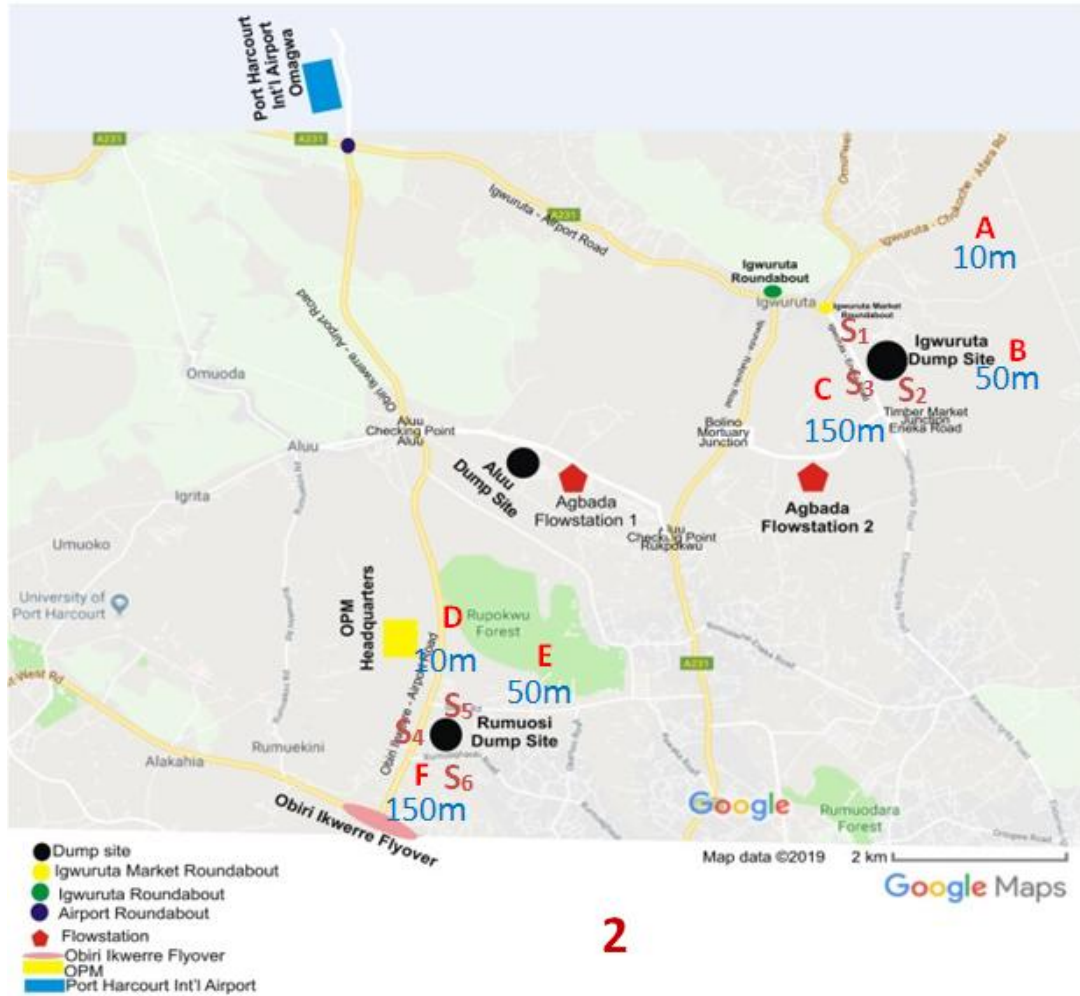 Port Harcourt
Int'l Airport
Omagwa
A231
A231
Igwuruta - Airport Road
A231
Igwuruta - Chokoche - Afara Rd
A
10m
Igwuruta
Roundabout
Igwuruta
Igwuruta Market
Roundabout
S1
Igwuruta
Dump Site
B
50m
C
S3
S2
150m
Timber Market
Junction
Eneka Road
Obiri Ikwerre - Airport Road
Omuoda
Aluu
Checking Point
Aluu
Aluu
Bolino
Mortuary
Junction
Aluu
Dump Site
Agbada
Flowstation 1
Agbada
Flowstation 2
Igrita
Checking Point
Rukpokwu
Umuoko
University of
Port Harcourt
OPM
Headquarters
D
10m
Rupokwu
Forest
E
50m
A231
West Rd
S5
S4
Rumuosi
Dump Site
Rumuekini
Alakahia
F
S6
150m
Obiri Ikwerre Flyover
Google
Rumuodara
Forest
Map data ©2019
2 km
Google Maps
Dump site
Igwuruta Market Roundabout
Igwuruta Roundabout
Airport Roundabout
Flowstation
Obiri Ikwerre Flyover
OPM
Port Harcourt Int'l Airport
2